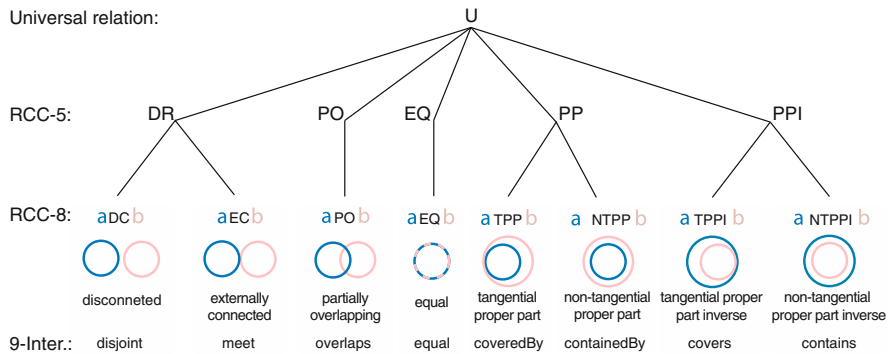 Universal relation: U
RCC-5: DR PO EQ PP PPI
RCC-8: a DC b a EC b a PO b a EQ b a TPP b a NTPP b a TPPI b a NTPPI b
disconneted externally connected partially overlapping equal tangential proper part non-tangential proper part tangential proper part inverse non-tangential proper part inverse
9-Inter.: disjoint meet overlaps equal coveredBy containedBy covers contains